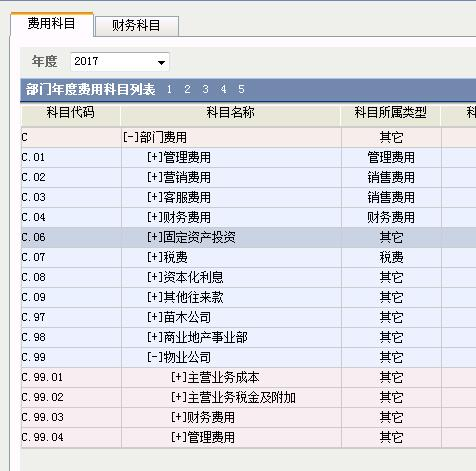 费用科目 财务科目
年度 2017
部门年度费用科目列表 1 2 3 4 5
科目代码 科目名称 科目所属类型 科
C [-]部门费用 其它
C.01 [+]管理费用 管理费用
C.02 [+]营销费用 销售费用
C.03 [+]客服费用 销售费用
C.04 [+]财务费用 财务费用
C.06 [+]固定资产投资 其它
C.07 [+]税费 税费
C.08 [+]资本化利息 其它
C.09 [+]其他往来款 其它
C.97 [+]苗木公司 其它
C.98 [+]商业地产事业部 其它
C.99 [-]物业公司 其它
C.99.01 [+]主营业务成本 其它
C.99.02 [+]主营业务税金及附加 其它
C.99.03 [+]财务费用 其它
C.99.04 [+]管理费用 其它